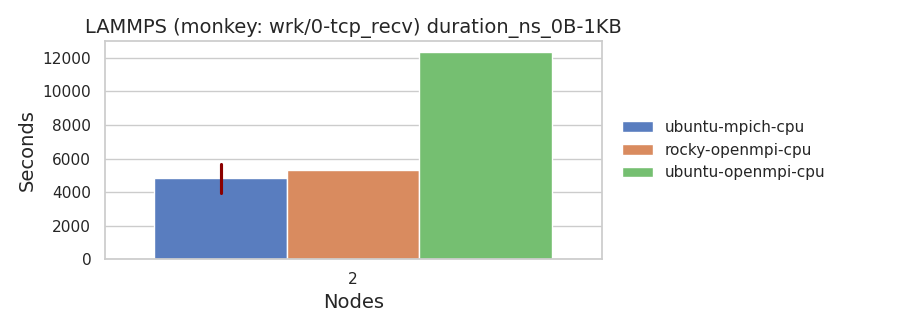 LAMMPS (monkey: wrk/0-tcp_recv) duration_ns_0B-1KB
Seconds
12000
10000
8000
6000
4000
2000
0
2
Nodes
ubuntu-mpich-cpu
rocky-openmpi-cpu
ubuntu-openmpi-cpu